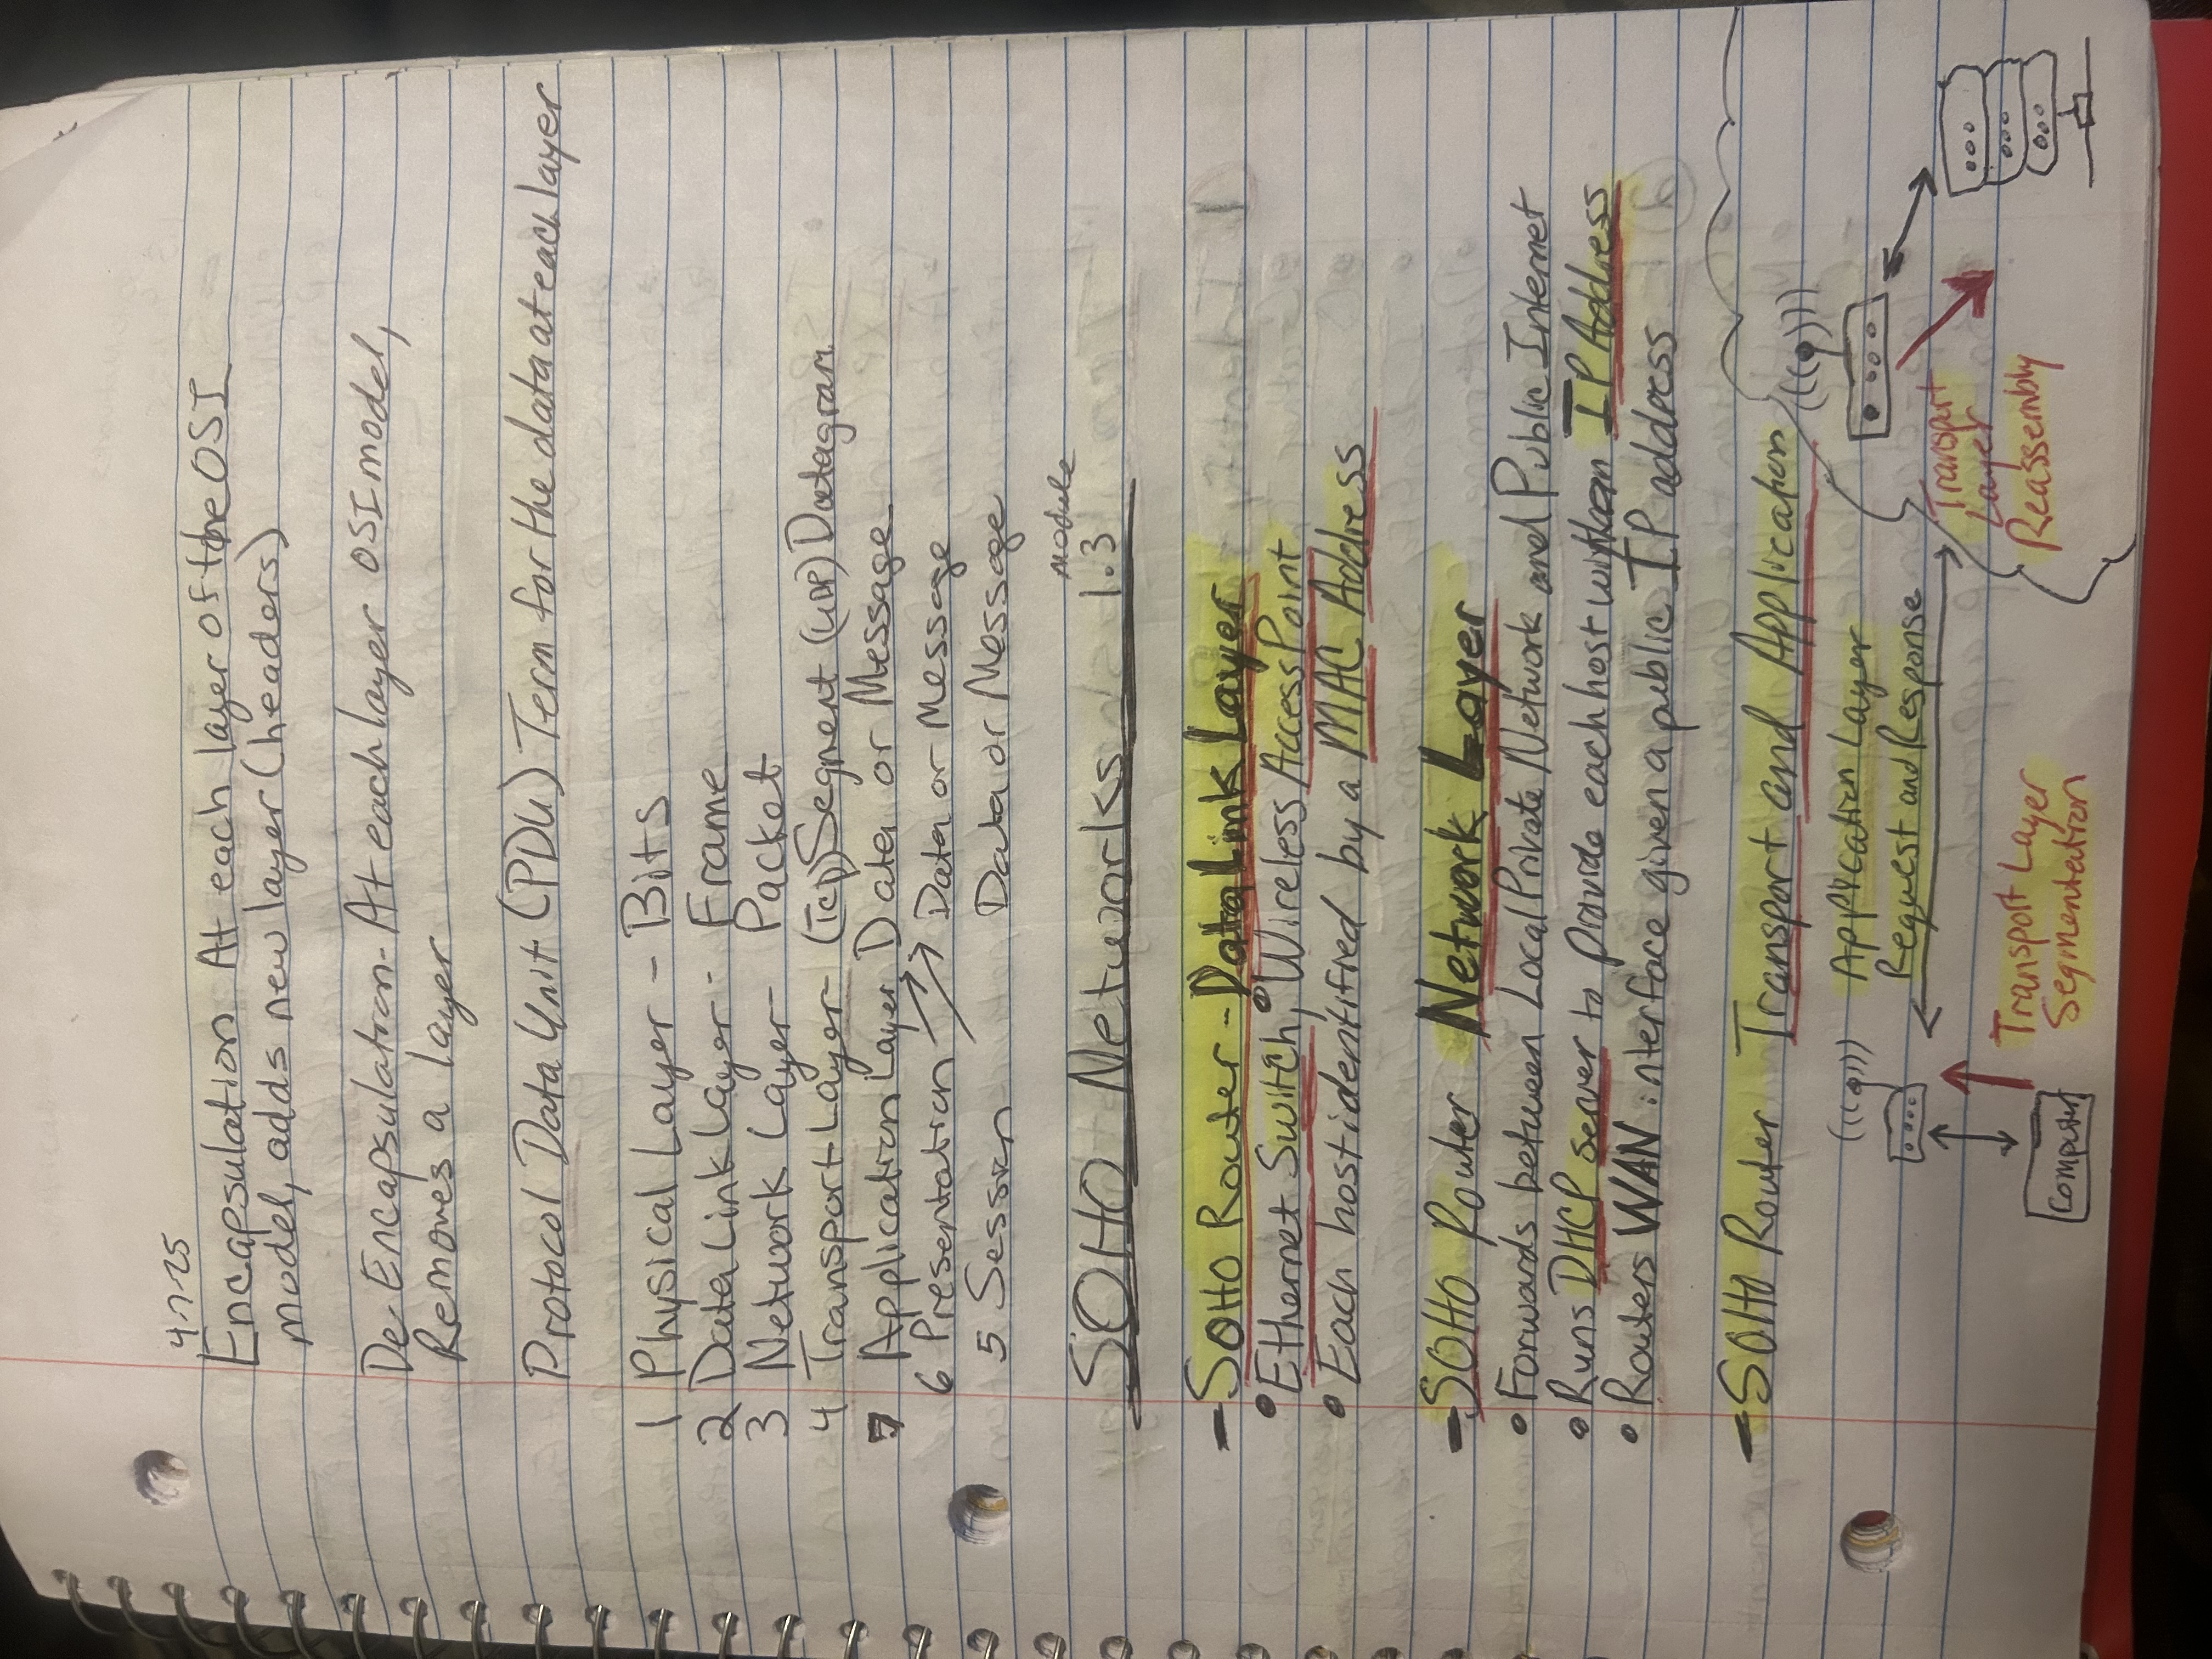 4-7-25
Encapsulation At each layer of the OSI
model, adds new layer (headers)
De-Encapsulation - At each layer OSI model,
Removes a layer
Protocol Data Unit (PDU) Term for the data at each layer
1 Physical Layer - Bits
2 Data Link Layer - Frame
3 Network Layer - Packet
4 Transport Layer - (Tcp) Segment (UDP) Datagram
7 Application Layer Data or Message
6 Presentation Data or Message
5 Session Data or Message
module
SOHO Networks 1.3
- SOHO Router - Data Link Layer
• Ethernet Switch, • Wireless Access Point
• Each host identified by a MAC Address
- SOHO Router Network Layer
• Forwards between Local Private Network and Public Internet
• Runs DHCP server to provide each host with an IP Address
• Routers WAN interface given a public IP address
- SOHO Router Transport and Application
Application Layer
Request and Response
Transport
Layer
Reassembly
Transport Layer
Segmentation
Computer